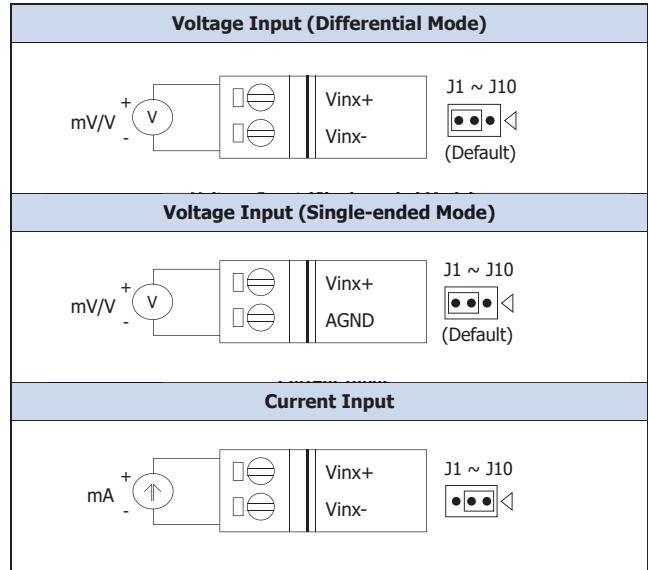 Voltage Input (Differential Mode)
mV/V
+
V
-
Vinx+
Vinx-
J1 ~ J10
(Default)
Voltage Input (Single-ended Mode)
mV/V
+
V
-
Vinx+
AGND
J1 ~ J10
(Default)
Current Input
mA
+
-
Vinx+
Vinx-
J1 ~ J10